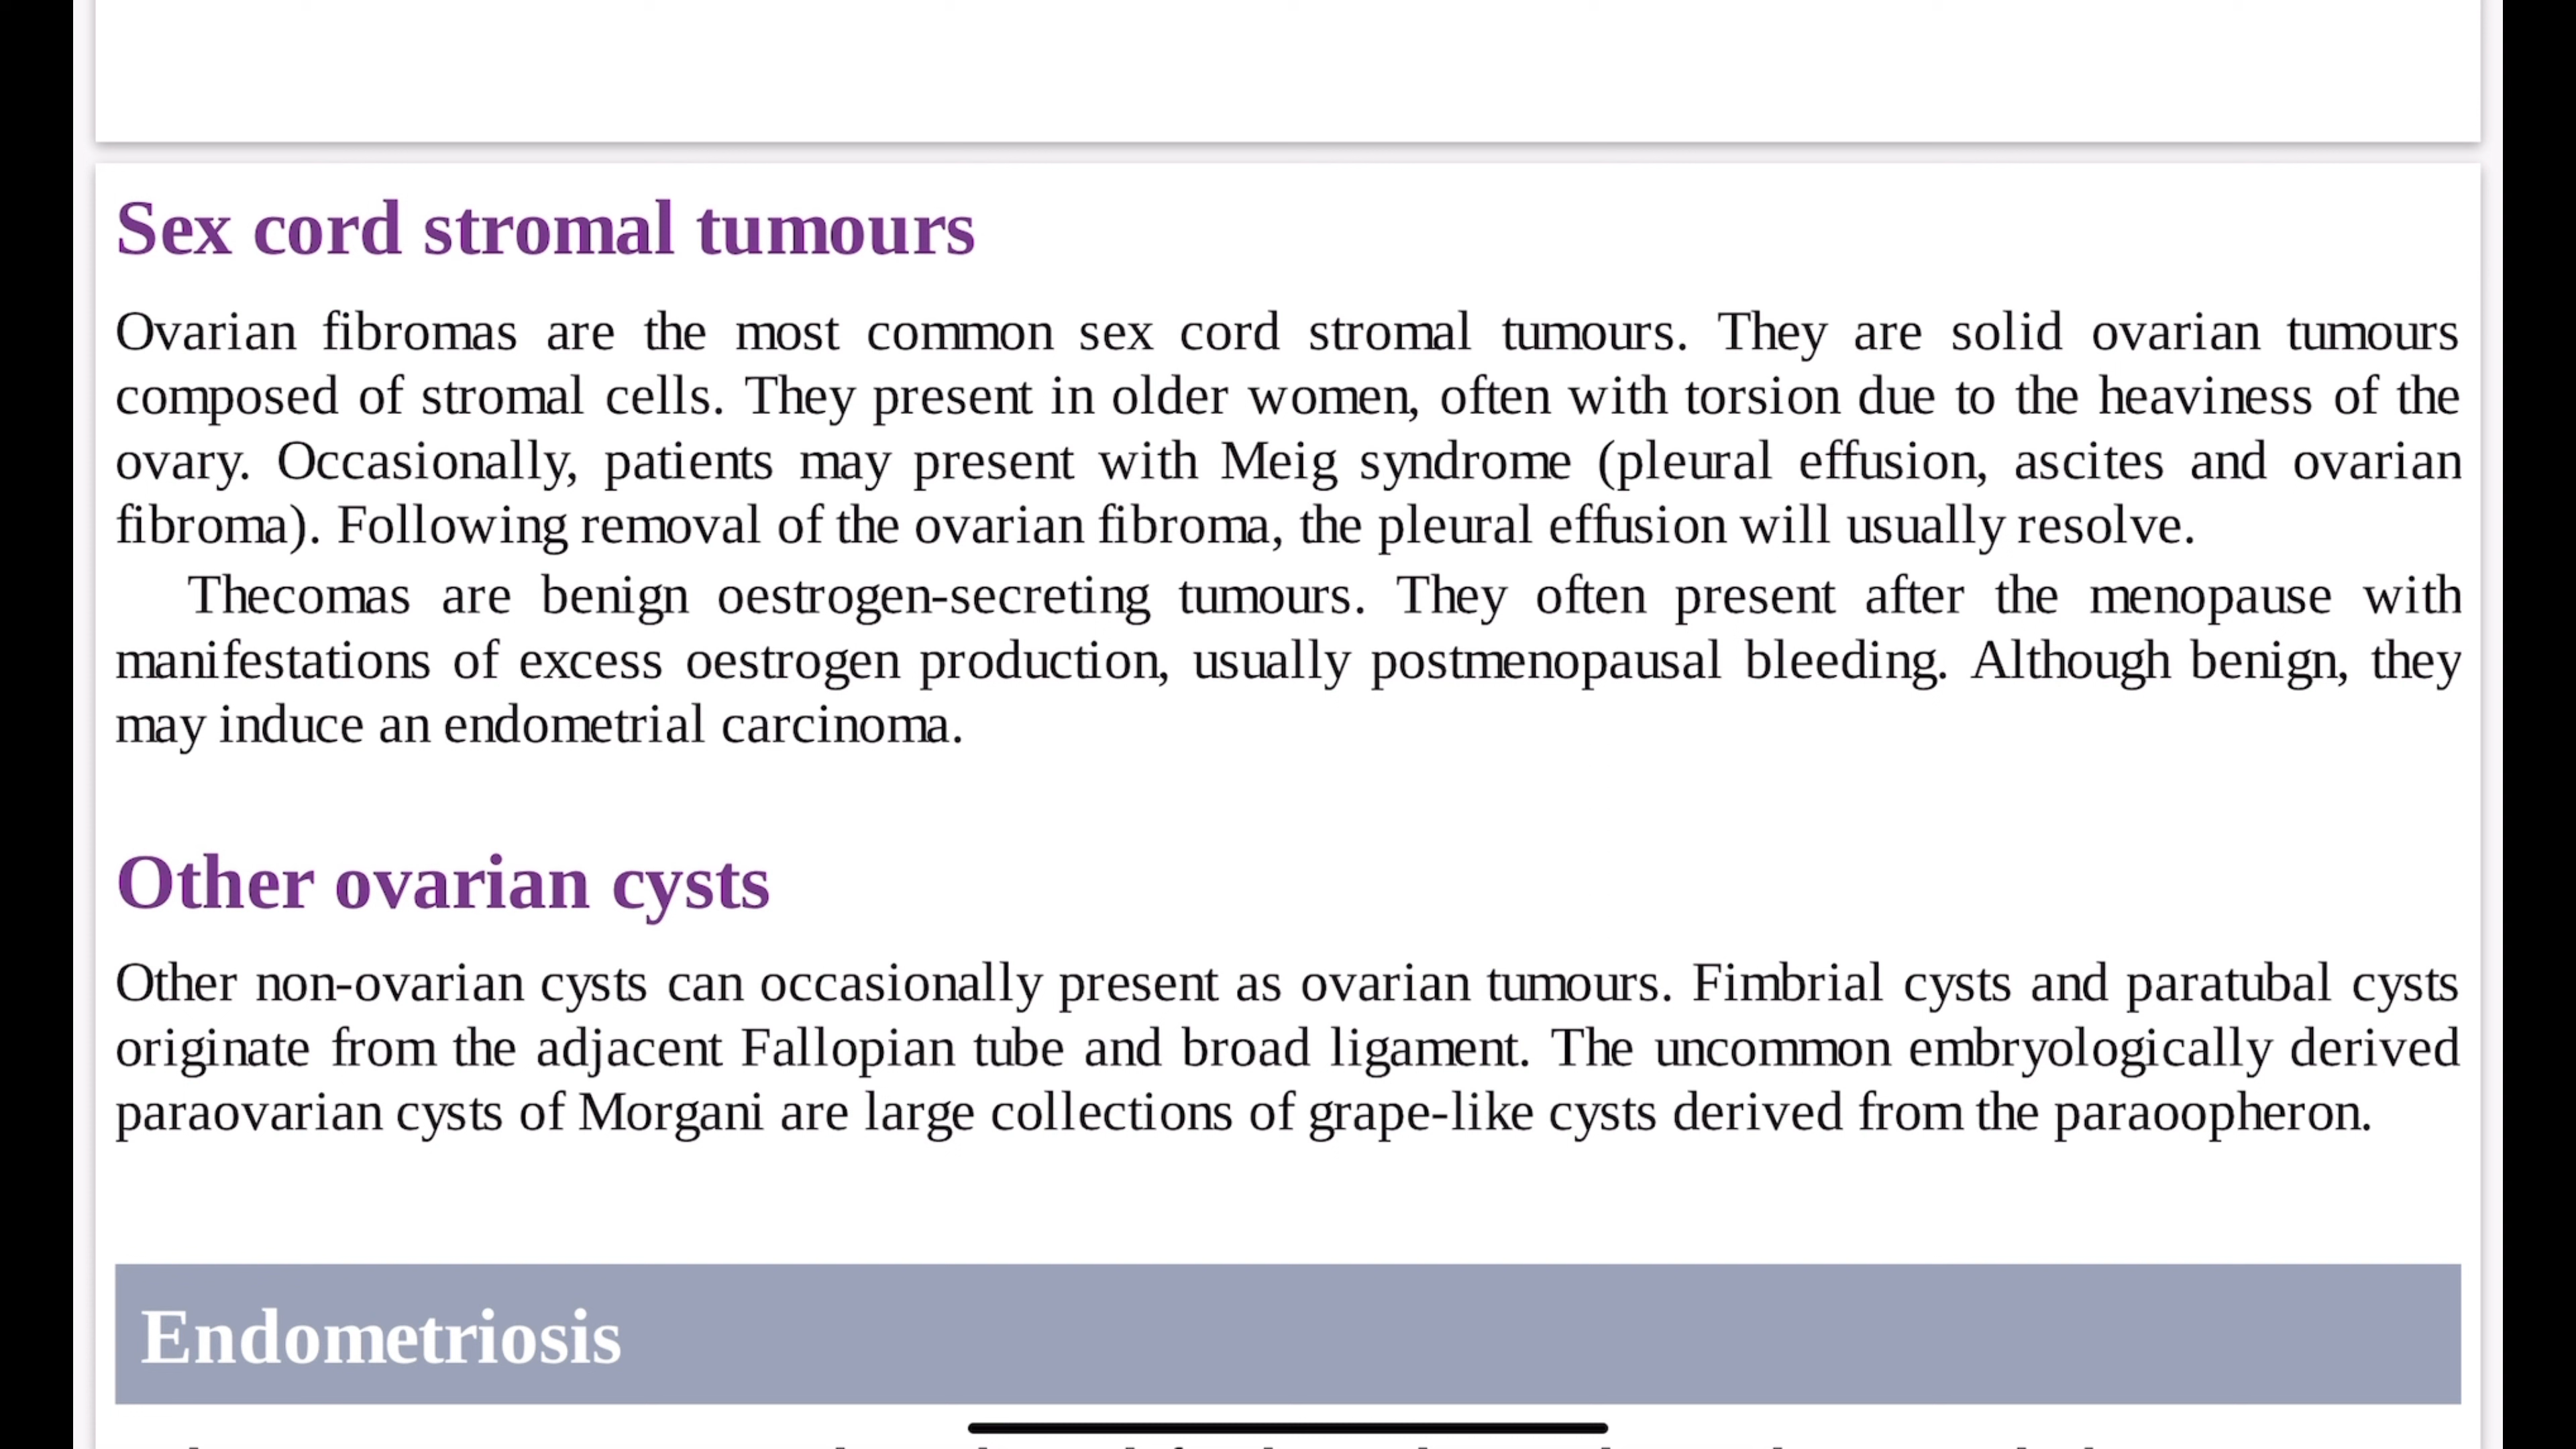 Sex cord stromal tumours
Ovarian fibromas are the most common sex cord stromal tumours. They are solid ovarian tumours
composed of stromal cells. They present in older women, often with torsion due to the heaviness of the
ovary. Occasionally, patients may present with Meig syndrome (pleural effusion, ascites and ovarian
fibroma). Following removal of the ovarian fibroma, the pleural effusion will usually resolve.
Thecomas are benign oestrogen-secreting tumours. They often present after the menopause with
manifestations of excess oestrogen production, usually postmenopausal bleeding. Although benign, they
may induce an endometrial carcinoma.
Other ovarian cysts
Other non-ovarian cysts can occasionally present as ovarian tumours. Fimbrial cysts and paratubal cysts
originate from the adjacent Fallopian tube and broad ligament. The uncommon embryologically derived
paraovarian cysts of Morgani are large collections of grape-like cysts derived from the paraoopheron.
Endometriosis